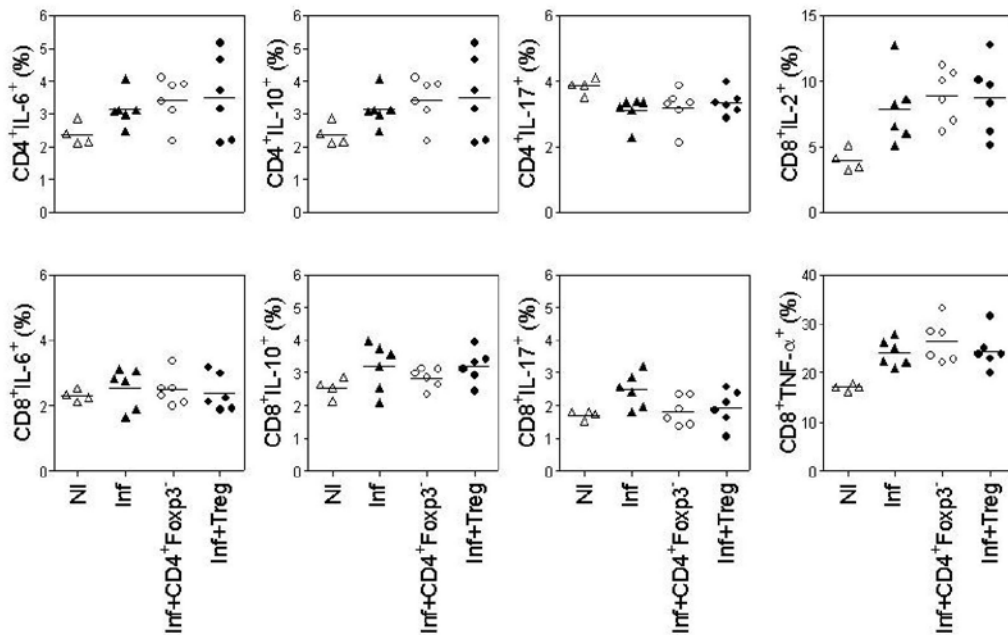 CD4⁺IL-6⁺ (%)
6
5
4
3
2
1
0
CD4⁺IL-10⁺ (%)
6
5
4
3
2
1
0
CD4⁺IL-17⁺ (%)
6
4
2
0
CD8⁺IL-2⁺ (%)
15
10
5
0
CD8⁺IL-6⁺ (%)
6
4
2
0
NI
Inf
Inf+CD4⁺Foxp3⁻
Inf+Treg
CD8⁺IL-10⁺ (%)
6
5
4
3
2
1
0
NI
Inf
Inf+CD4⁺Foxp3⁻
Inf+Treg
CD8⁺IL-17⁺ (%)
6
5
4
3
2
1
0
NI
Inf
Inf+CD4⁺Foxp3⁻
Inf+Treg
CD8⁺TNF-α⁺ (%)
40
30
20
10
0
NI
Inf
Inf+CD4⁺Foxp3⁻
Inf+Treg